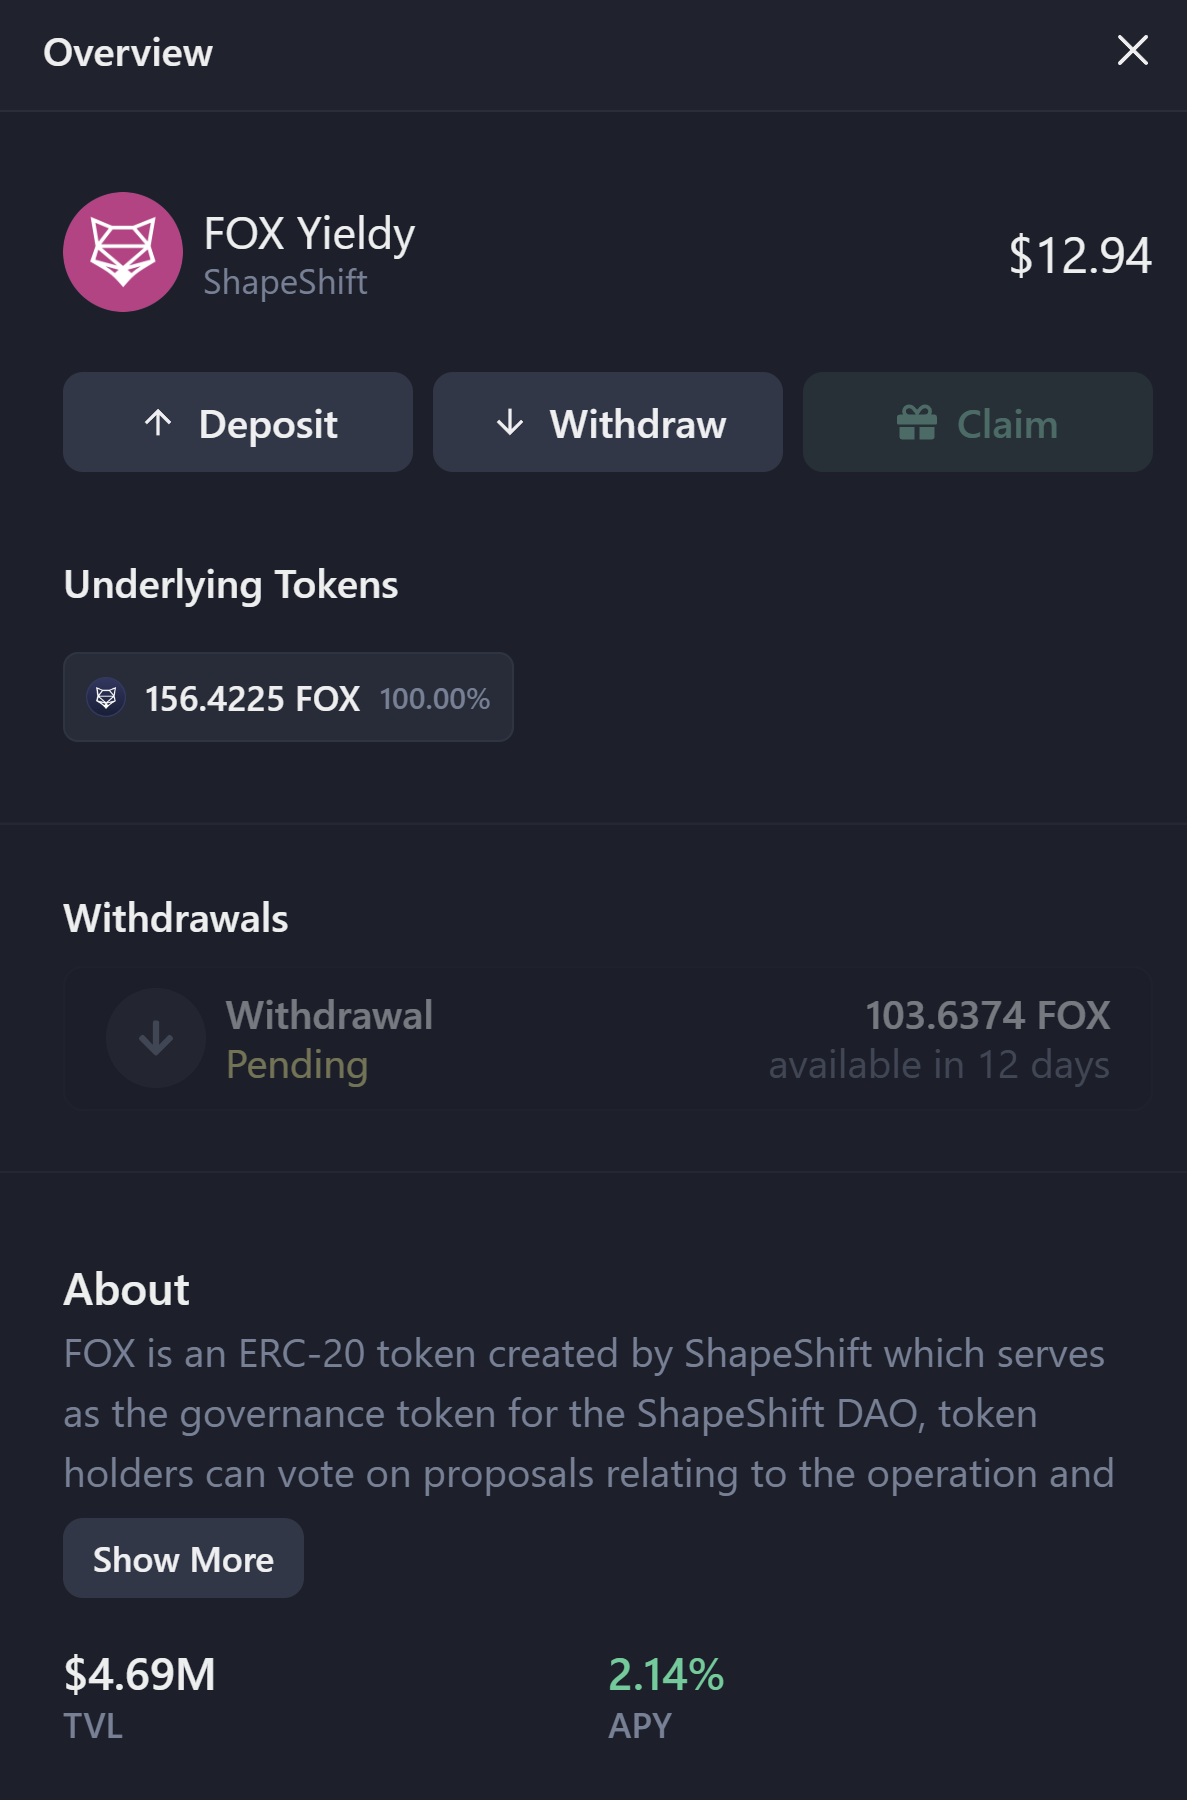 Overview
FOX Yieldy
ShapeShift
$12.94
Deposit
Withdraw
Claim
Underlying Tokens
156.4225 FOX 100.00%
Withdrawals
Withdrawal
103.6374 FOX
Pending
available in 12 days
About
FOX is an ERC-20 token created by ShapeShift which serves
as the governance token for the ShapeShift DAO, token
holders can vote on proposals relating to the operation and
Show More
$4.69M
2.14%
TVL
APY